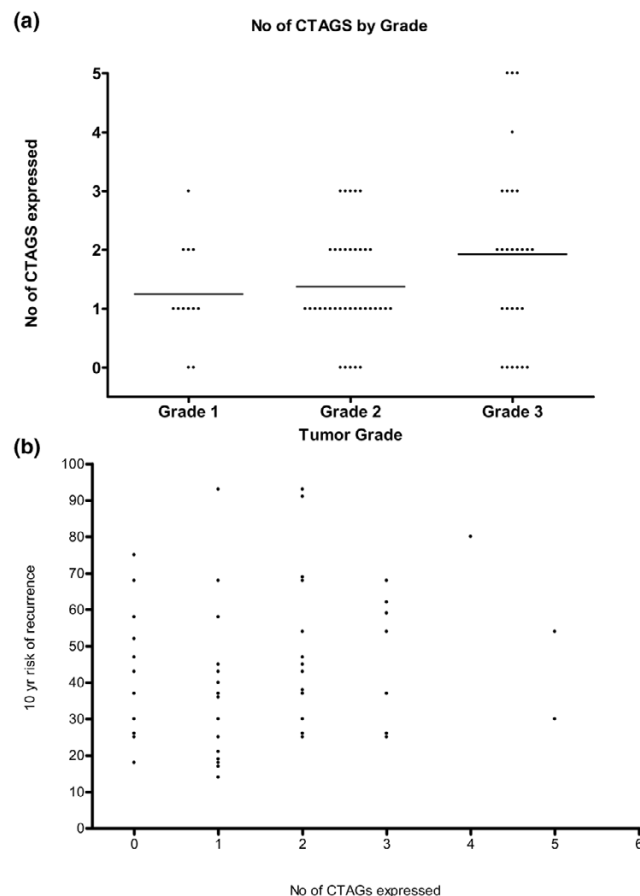 (a)
No of CTAGS by Grade
No of CTAGS expressed
5
4
3
2
1
0
Grade 1 Grade 2 Grade 3
Tumor Grade
(b)
10 yr risk of recurrence
100
90
80
70
60
50
40
30
20
10
0
0 1 2 3 4 5 6
No of CTAGs expressed